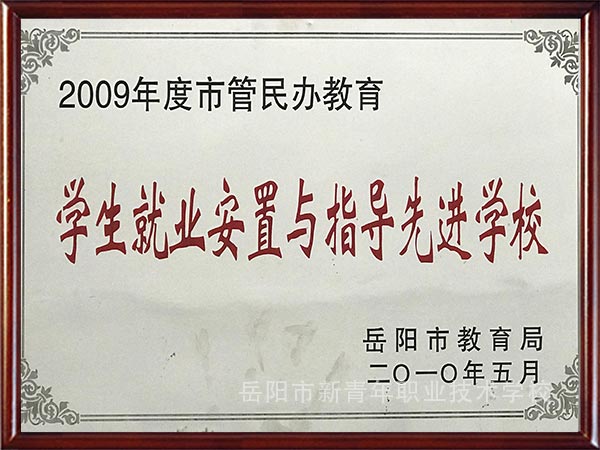 2009年度市管民办教育
学生就业安置与指导先进学校
岳阳市教育局
二〇一〇年五月
岳阳市新青年职业技术学校